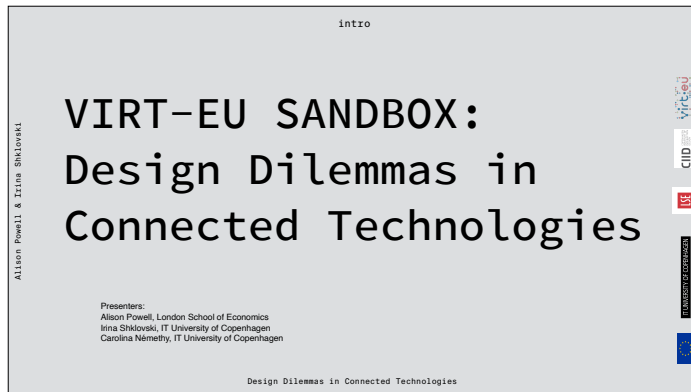 intro
Alison Powell & Irina Shklovski
VIRT-EU SANDBOX:
Design Dilemmas in
Connected Technologies
Presenters:
Alison Powell, London School of Economics
Irina Shklovski, IT University of Copenhagen
Carolina Némethy, IT University of Copenhagen
Design Dilemmas in Connected Technologies
virt·eu
CIID
LSE
IT UNIVERSITY OF COPENHAGEN